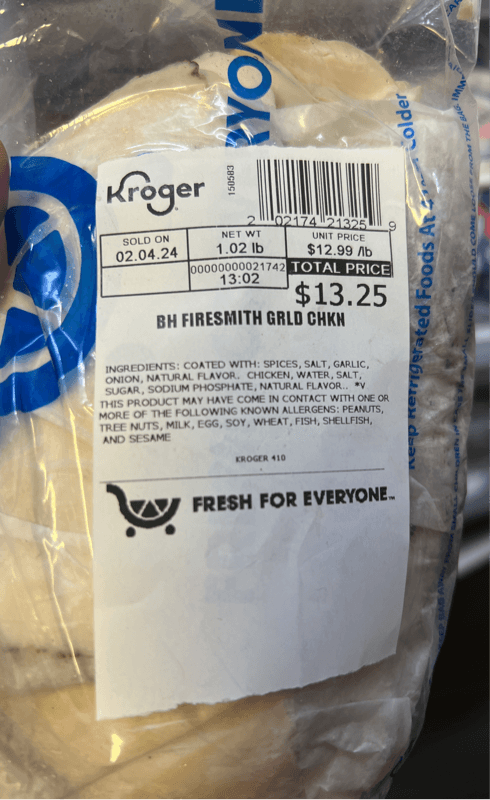 RYONE
Kroger
150583
2 02174 21325 9
SOLD ON
02.04.24
NET WT
1.02 lb
UNIT PRICE
$12.99 /lb
00000000021742
13:02
TOTAL PRICE
$13.25
BH FIRESMITH GRLD CHKN
INGREDIENTS: COATED WITH: SPICES, SALT, GARLIC,
ONION, NATURAL FLAVOR. CHICKEN, WATER, SALT,
SUGAR, SODIUM PHOSPHATE, NATURAL FLAVOR.. *V
THIS PRODUCT MAY HAVE COME IN CONTACT WITH ONE OR
MORE OF THE FOLLOWING KNOWN ALLERGENS: PEANUTS,
TREE NUTS, MILK, EGG, SOY, WHEAT, FISH, SHELLFISH,
AND SESAME
KROGER 410
FRESH FOR EVERYONE™
Keep Refrigerated Foods At Colder